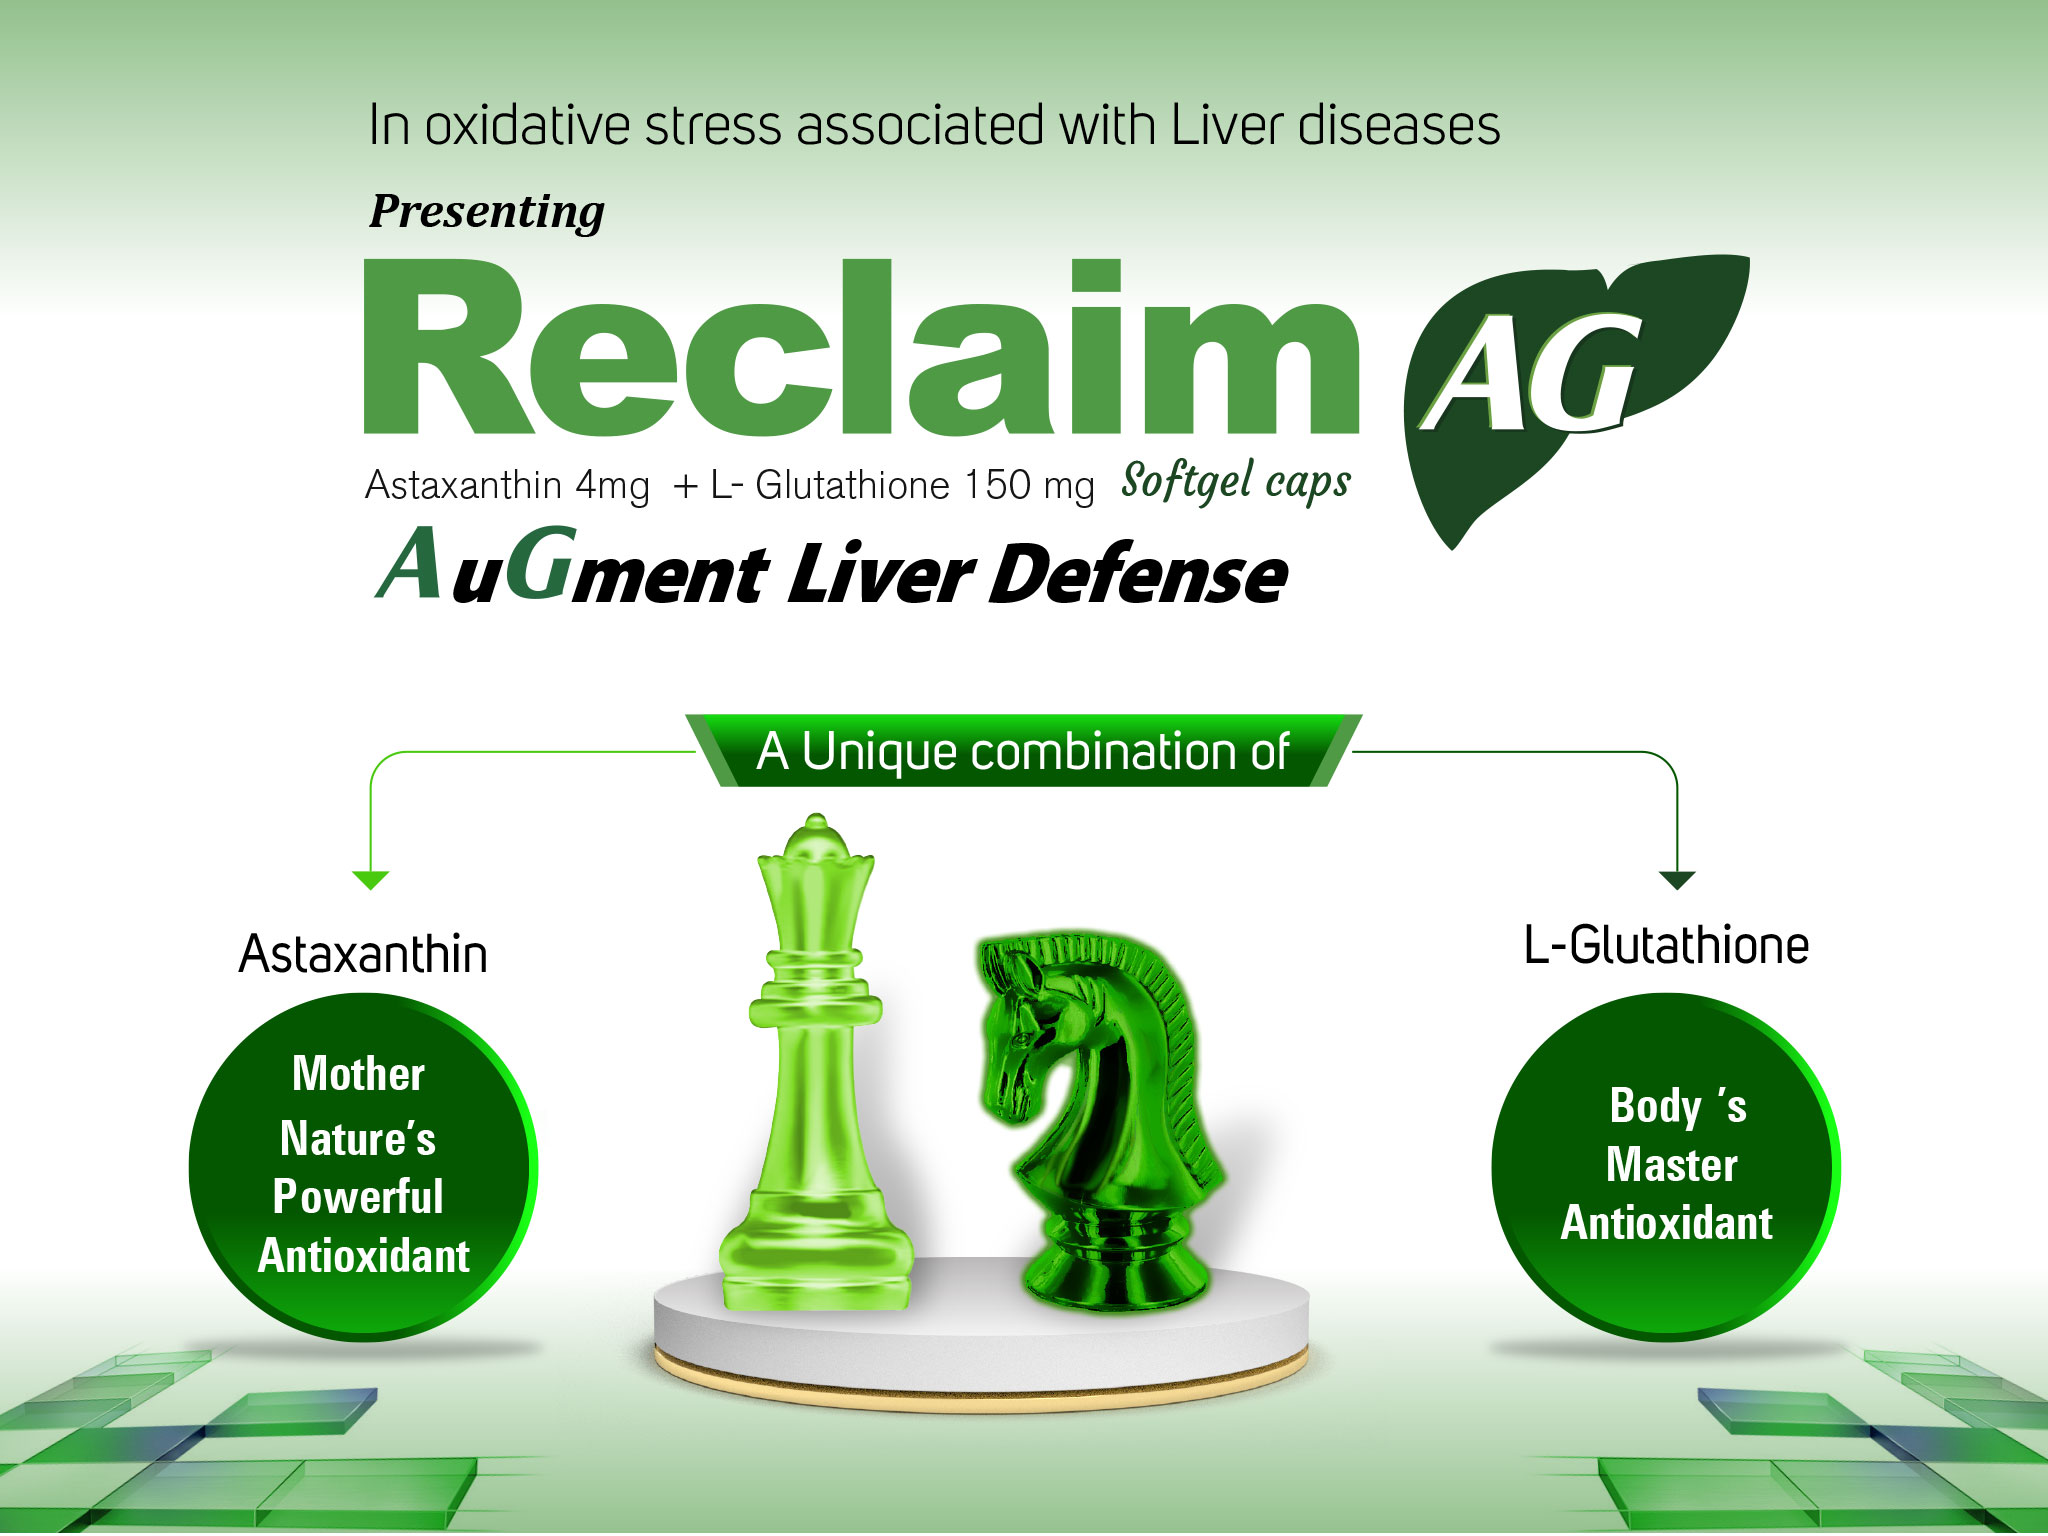 In oxidative stress associated with Liver diseases
Presenting
Reclaim AG
Astaxanthin 4mg + L- Glutathione 150 mg Softgel caps
AuGment Liver Defense
A Unique combination of
Astaxanthin
Mother
Nature's
Powerful
Antioxidant
L-Glutathione
Body 's
Master
Antioxidant